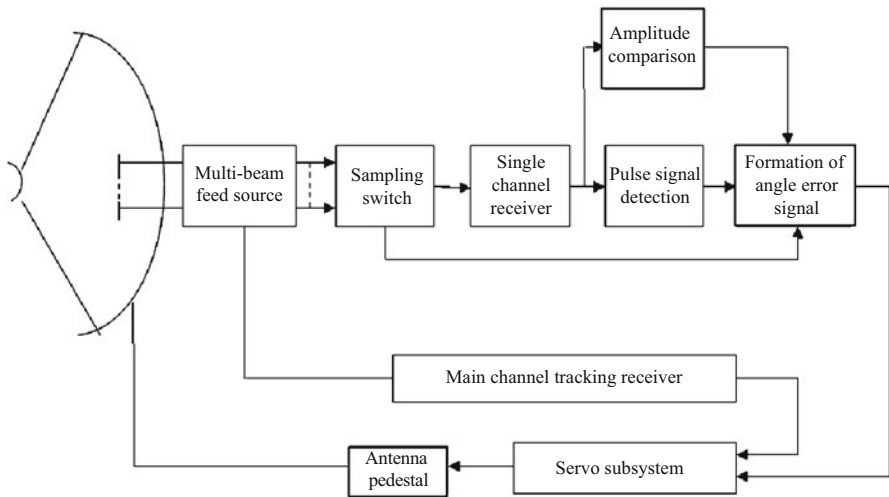 Amplitude
comparison
Multi-beam
feed source
Sampling
switch
Single
channel
receiver
Pulse signal
detection
Formation of
angle error
signal
Main channel tracking receiver
Antenna
pedestal
Servo subsystem